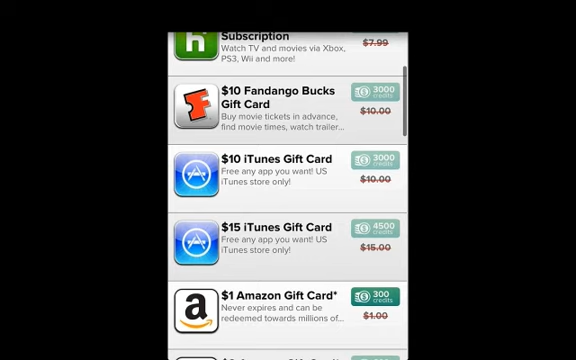 Subscription
Watch TV and movies via Xbox,
PS3, Wii and more!
$7.99
$10 Fandango Bucks
Gift Card
Buy movie tickets in advance,
find movie times, watch trailer...
3000
credits
$10.00
$10 iTunes Gift Card
Free any app you want! US
iTunes store only!
3000
credits
$10.00
$15 iTunes Gift Card
Free any app you want! US
iTunes store only!
4500
credits
$15.00
$1 Amazon Gift Card*
Never expires and can be
redeemed towards millions of...
300
credits
$1.00